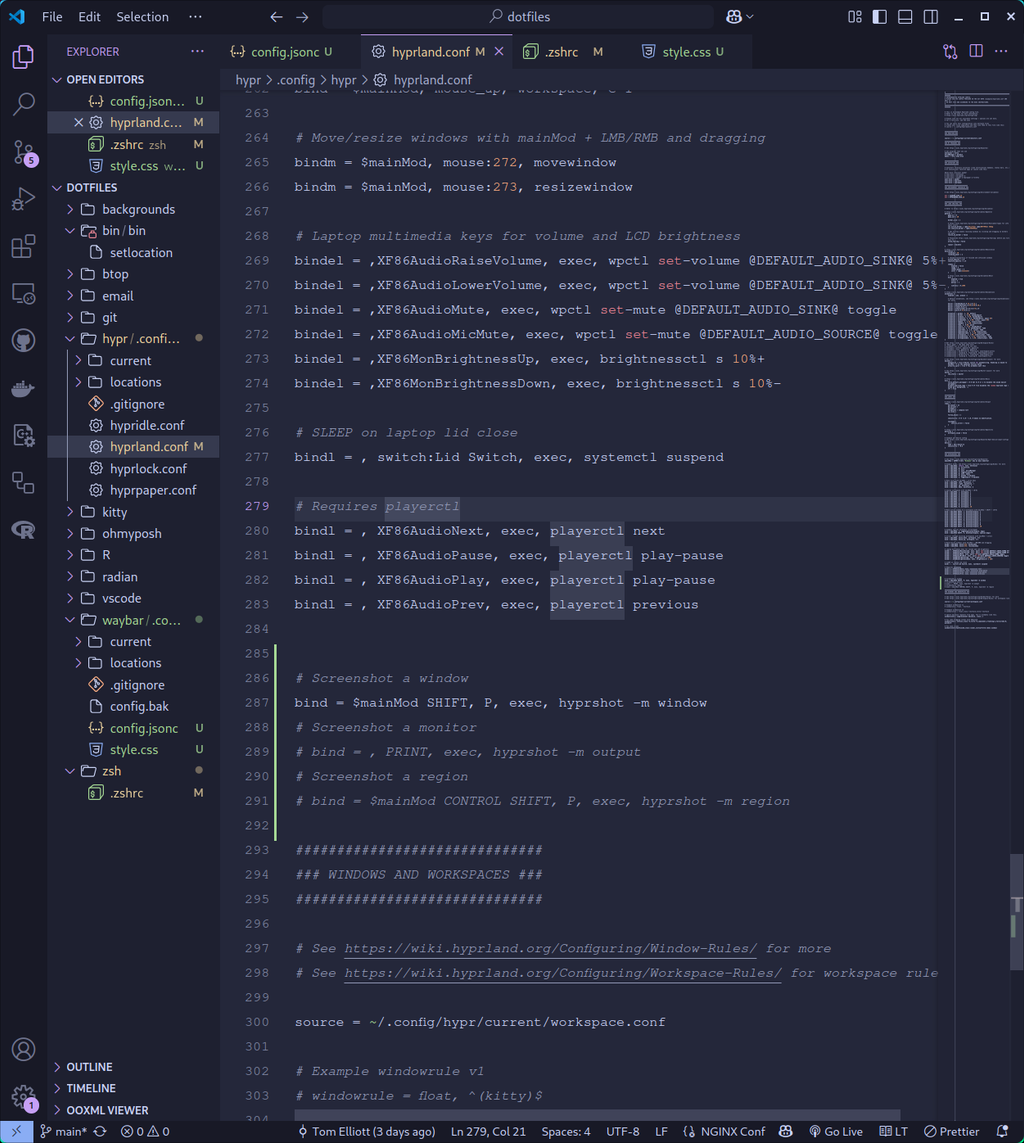 File Edit Selection ··· dotfiles
EXPLORER ···
OPEN EDITORS
config.json... U
hyprland.c... M
.zshrc zsh M
style.css w... U
DOTFILES
backgrounds
bin / bin
setlocation
btop
email
git
hypr / .confi...
current
locations
.gitignore
hypridle.conf
hyprland.conf M
hyprlock.conf
hyprpaper.conf
kitty
ohmyposh
R
radian
vscode
waybar / .co...
current
locations
.gitignore
config.bak
config.jsonc U
style.css U
zsh
.zshrc M
OUTLINE
TIMELINE
OOXML VIEWER
5
1
config.jsonc U hyprland.conf M .zshrc M style.css U ···
hypr > .config > hypr > hyprland.conf
263
264 # Move/resize windows with mainMod + LMB/RMB and dragging
265 bindm = $mainMod, mouse:272, movewindow
266 bindm = $mainMod, mouse:273, resizewindow
267
268 # Laptop multimedia keys for volume and LCD brightness
269 bindel = ,XF86AudioRaiseVolume, exec, wpctl set-volume @DEFAULT_AUDIO_SINK@ 5%+
270 bindel = ,XF86AudioLowerVolume, exec, wpctl set-volume @DEFAULT_AUDIO_SINK@ 5%-
271 bindel = ,XF86AudioMute, exec, wpctl set-mute @DEFAULT_AUDIO_SINK@ toggle
272 bindel = ,XF86AudioMicMute, exec, wpctl set-mute @DEFAULT_AUDIO_SOURCE@ toggle
273 bindel = ,XF86MonBrightnessUp, exec, brightnessctl s 10%+
274 bindel = ,XF86MonBrightnessDown, exec, brightnessctl s 10%-
275
276 # SLEEP on laptop lid close
277 bindl = , switch:Lid Switch, exec, systemctl suspend
278
279 # Requires playerctl
280 bindl = , XF86AudioNext, exec, playerctl next
281 bindl = , XF86AudioPause, exec, playerctl play-pause
282 bindl = , XF86AudioPlay, exec, playerctl play-pause
283 bindl = , XF86AudioPrev, exec, playerctl previous
284
285
286 # Screenshot a window
287 bind = $mainMod SHIFT, P, exec, hyprshot -m window
288 # Screenshot a monitor
289 # bind = , PRINT, exec, hyprshot -m output
290 # Screenshot a region
291 # bind = $mainMod CONTROL SHIFT, P, exec, hyprshot -m region
292
293 ##############################
294 ### WINDOWS AND WORKSPACES ###
295 ##############################
296
297 # See https://wiki.hyprland.org/Configuring/Window-Rules/ for more
298 # See https://wiki.hyprland.org/Configuring/Workspace-Rules/ for workspace rule
299
300 source = ~/.config/hypr/current/workspace.conf
301
302 # Example windowrule v1
303 # windowrule = float, ^(kitty)$
304
main* 0 0 Tom Elliott (3 days ago) Ln 279, Col 21 Spaces: 4 UTF-8 LF NGINX Conf Go Live LT Prettier